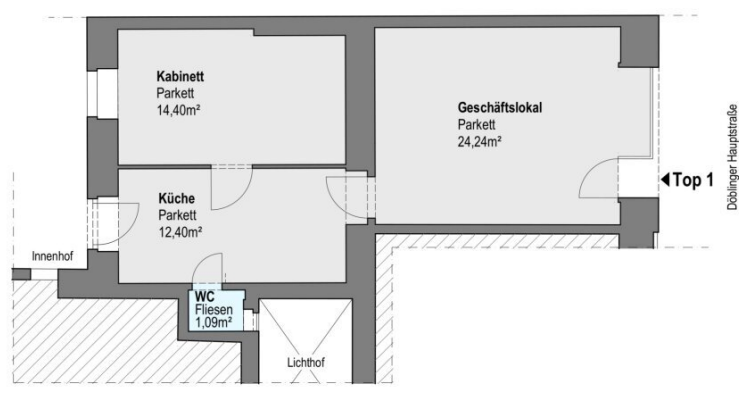 Kabinett
Parkett
14,40m²
Geschäftslokal
Parkett
24,24m²
Top 1
Döblinger Hauptstraße
Küche
Parkett
12,40m²
Innenhof
WC
Fliesen
1,09m²
Lichthof